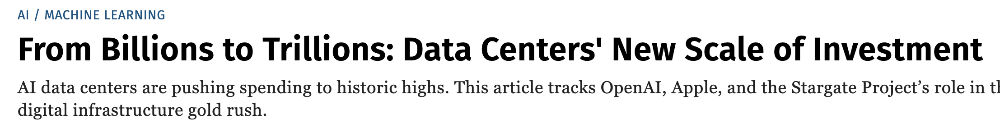 AI / MACHINE LEARNING
From Billions to Trillions: Data Centers' New Scale of Investment
AI data centers are pushing spending to historic highs. This article tracks OpenAI, Apple, and the Stargate Project’s role in
digital infrastructure gold rush.